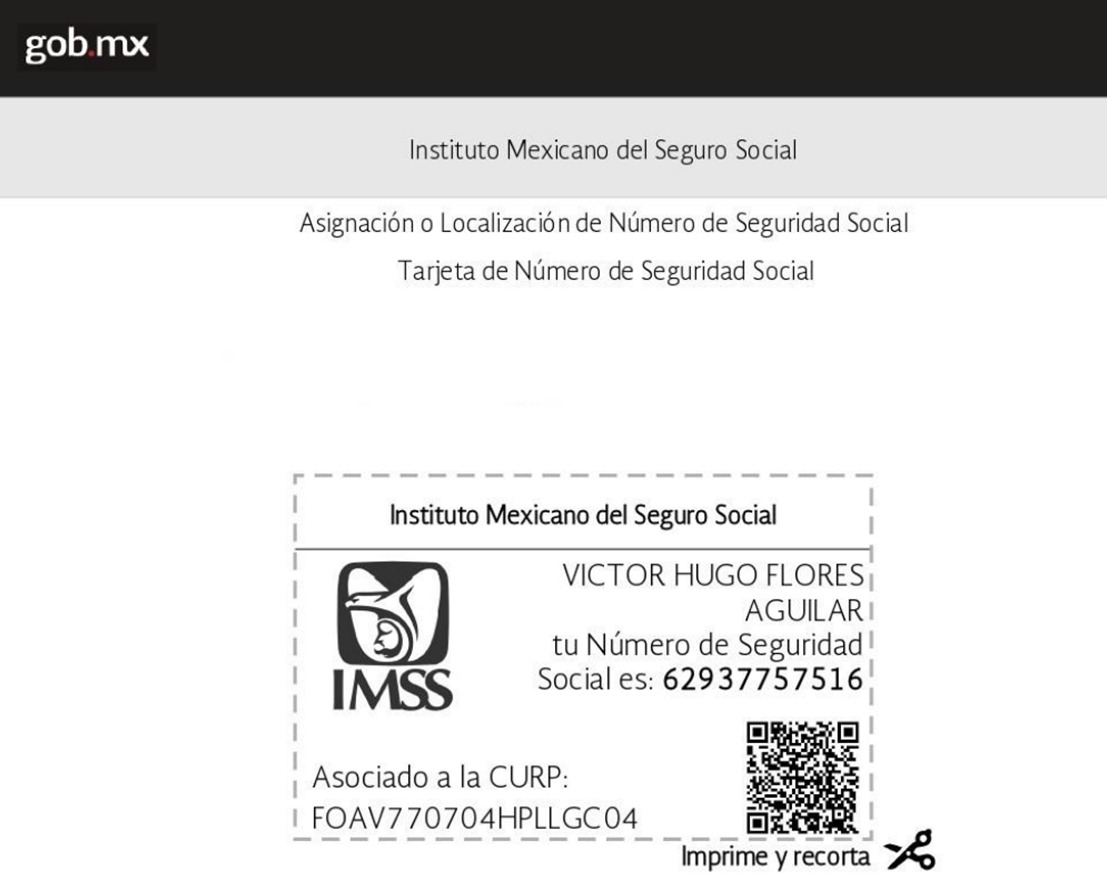 gob.mx
Instituto Mexicano del Seguro Social
Asignación o Localización de Número de Seguridad Social
Tarjeta de Número de Seguridad Social
Instituto Mexicano del Seguro Social
VICTOR HUGO FLORES
AGUILAR
tu Número de Seguridad
Social es: 62937757516
IMSS
Asociado a la CURP:
FOAV770704HPLLGC04
Imprime y recorta